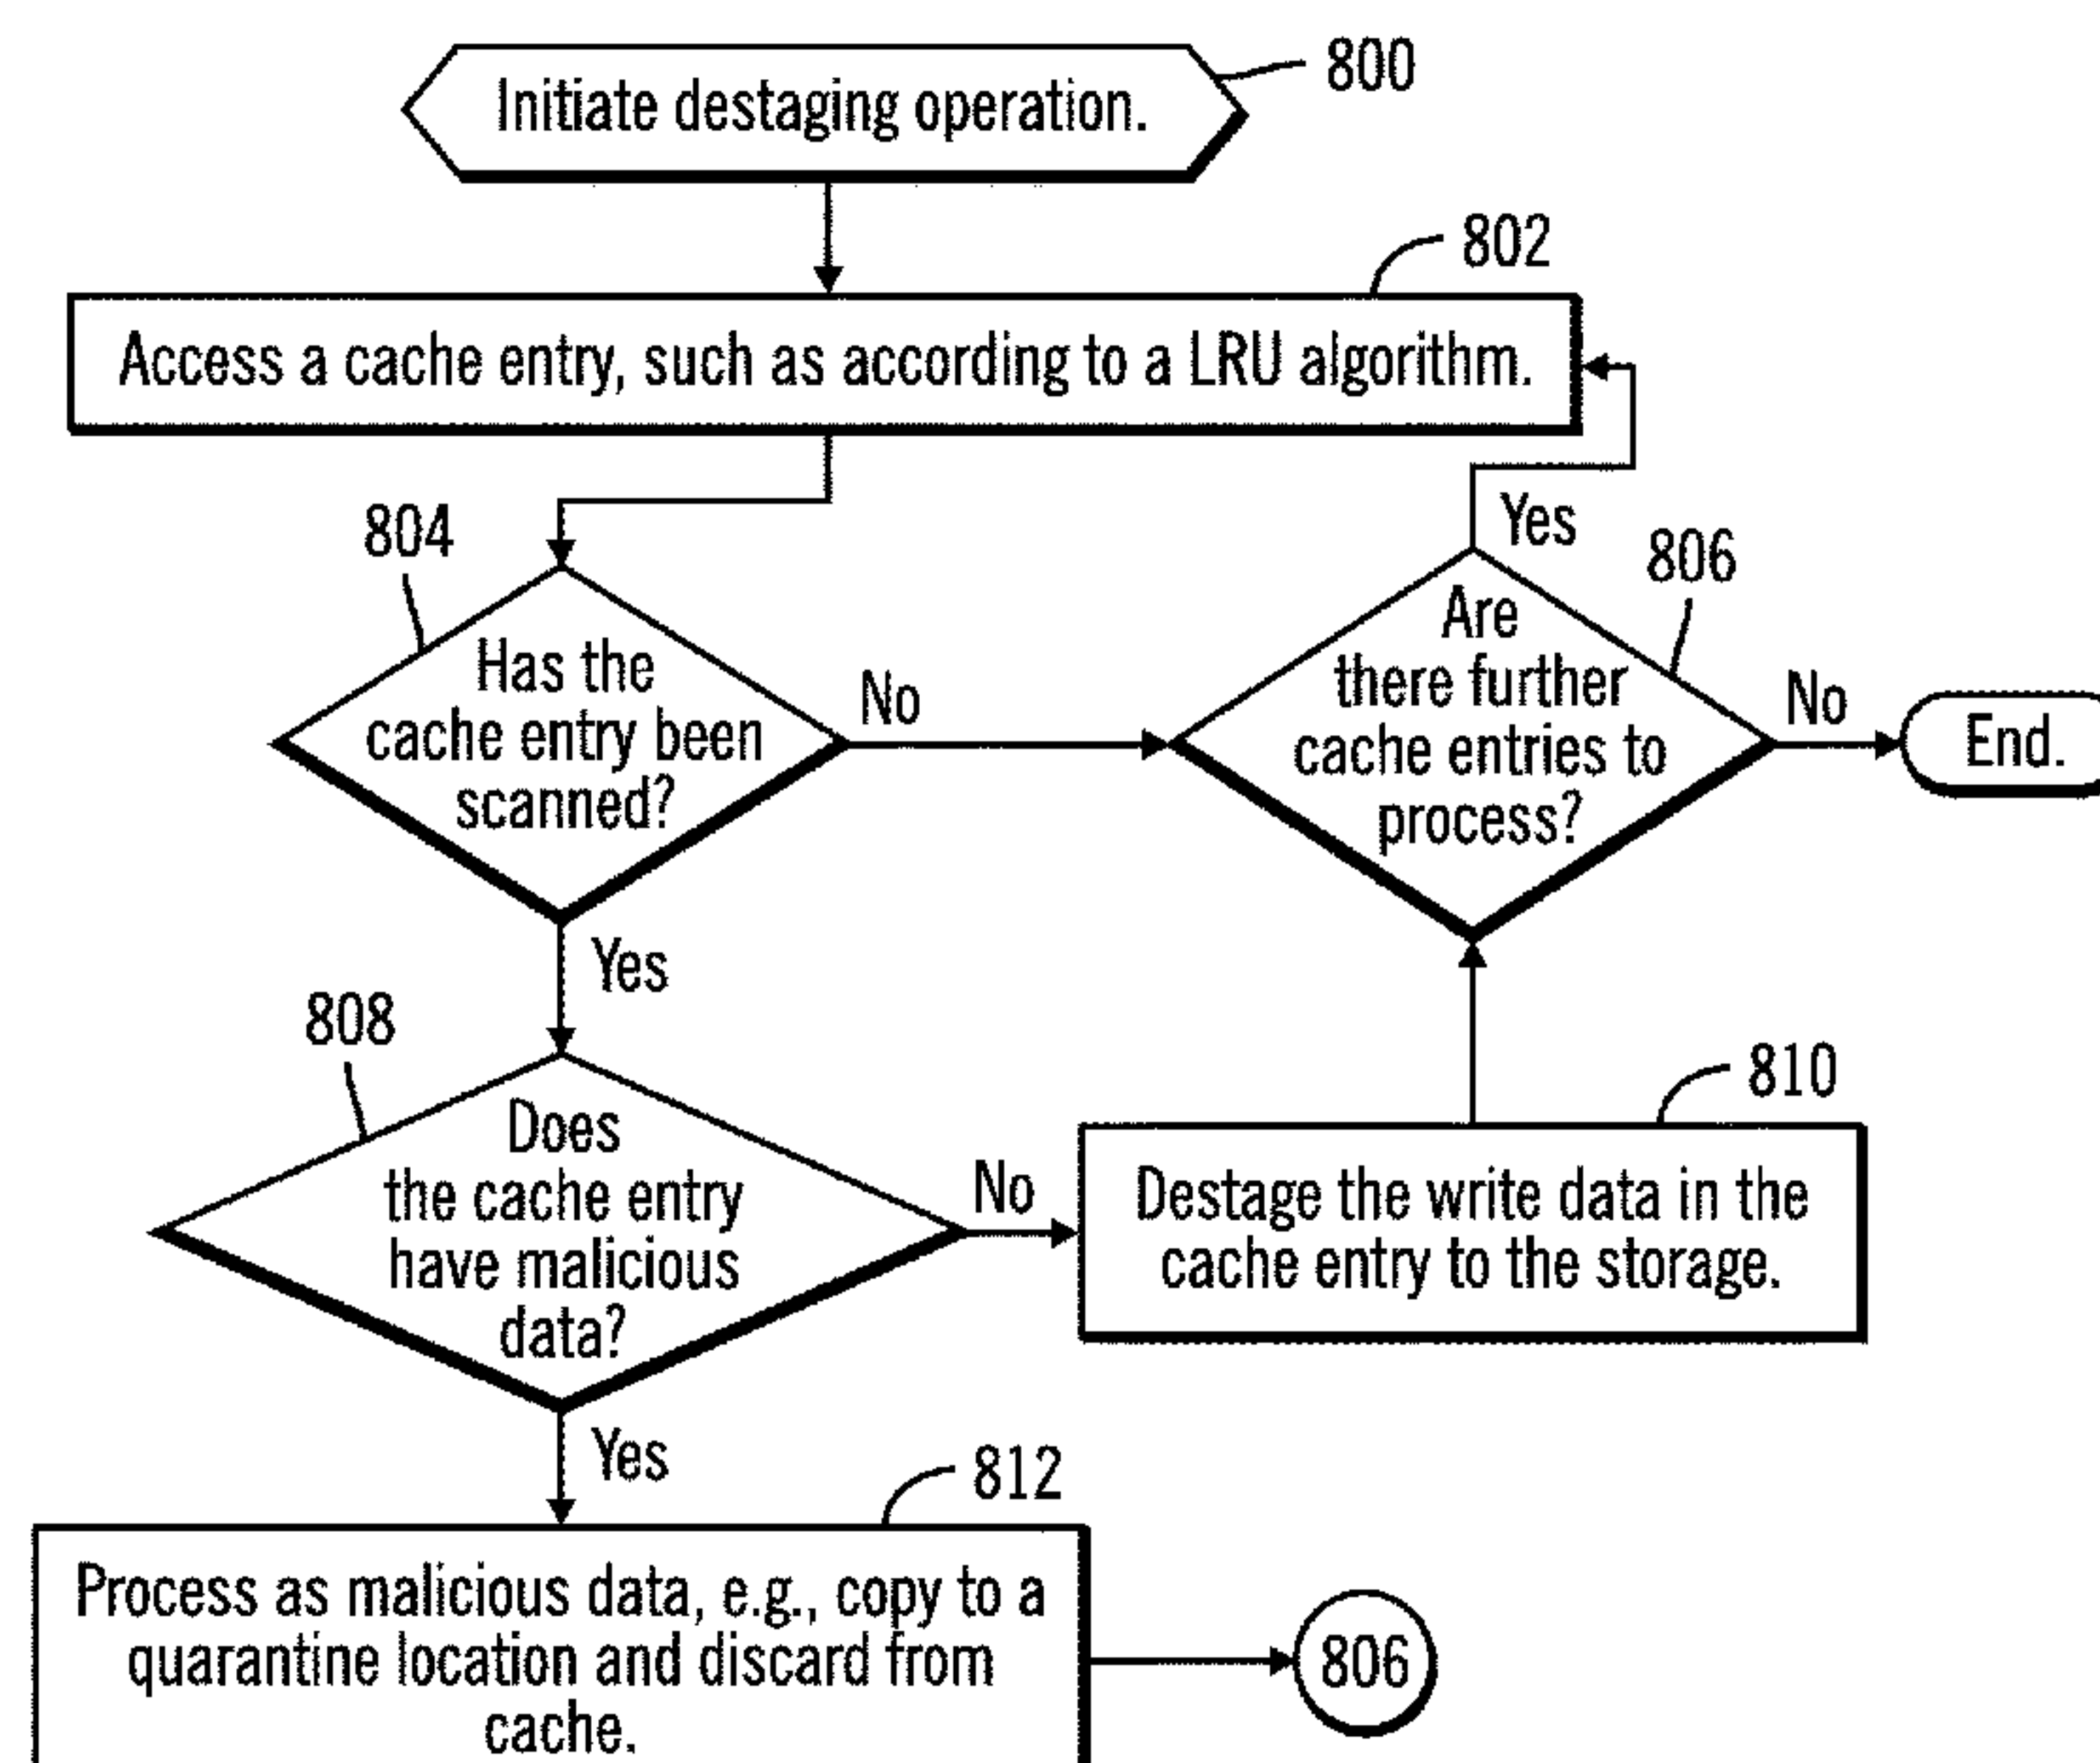 Initiate destaging operation.
800
802
Access a cache entry, such as according to a LRU algorithm.
804
Has the
cache entry been
scanned?
No
Yes
Yes
806
Are
there further
cache entries to
process?
No
End.
808
Does
the cache entry
have malicious
data?
No
Yes
810
Destage the write data in the
cache entry to the storage.
812
Process as malicious data, e.g., copy to a
quarantine location and discard from
cache.
806